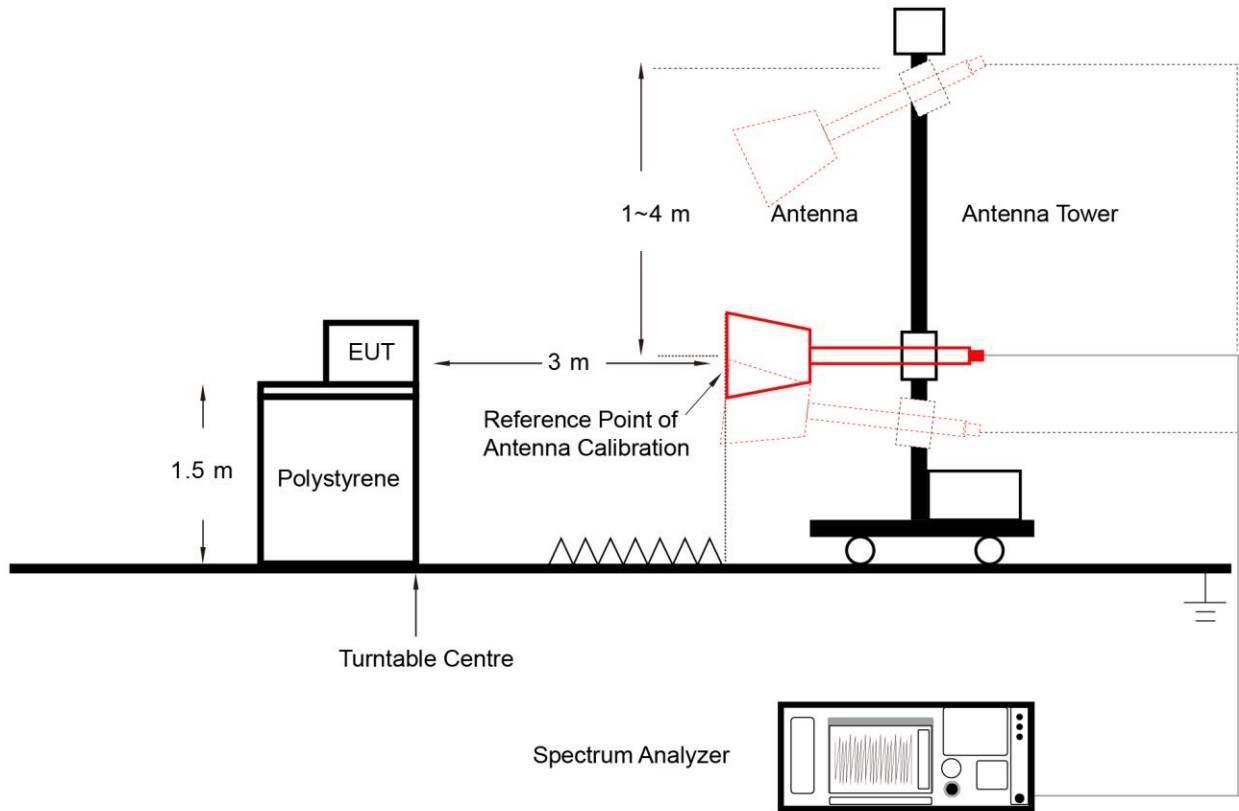 1~4 m
Antenna
Antenna Tower
EUT
3 m
Reference Point of
Antenna Calibration
1.5 m
Polystyrene
Turntable Centre
Spectrum Analyzer